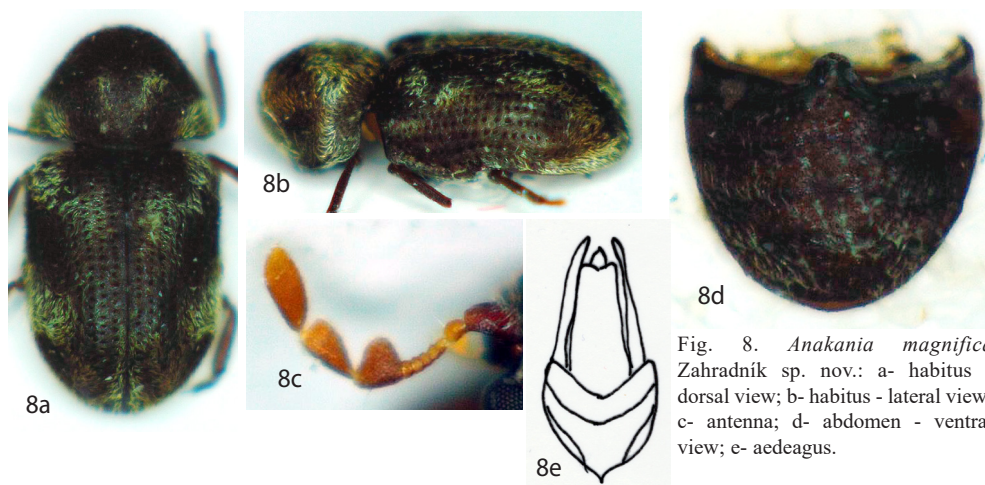 8a
8b
8c
8d
8e
Fig. 8. Anakania magnifica
Zahradník sp. nov.: a- habitus
dorsal view; b- habitus - lateral view
c- antenna; d- abdomen - ventra
view; e- aedeagus.